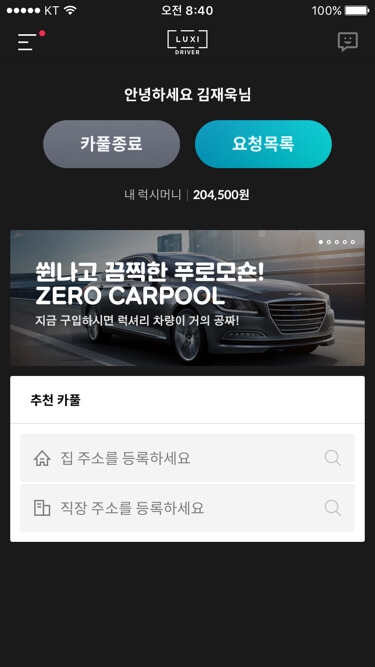 KT
오전 8:40
100%
LUXI
DRIVER
안녕하세요 김재욱님
카풀종료
요청목록
내 럭시머니 | 204,500원
쒼나고 끔찍한 푸로모숀!
ZERO CARPOOL
지금 구입하시면 럭셔리 차량이 거의 공짜!
추천 카풀
집 주소를 등록하세요
직장 주소를 등록하세요